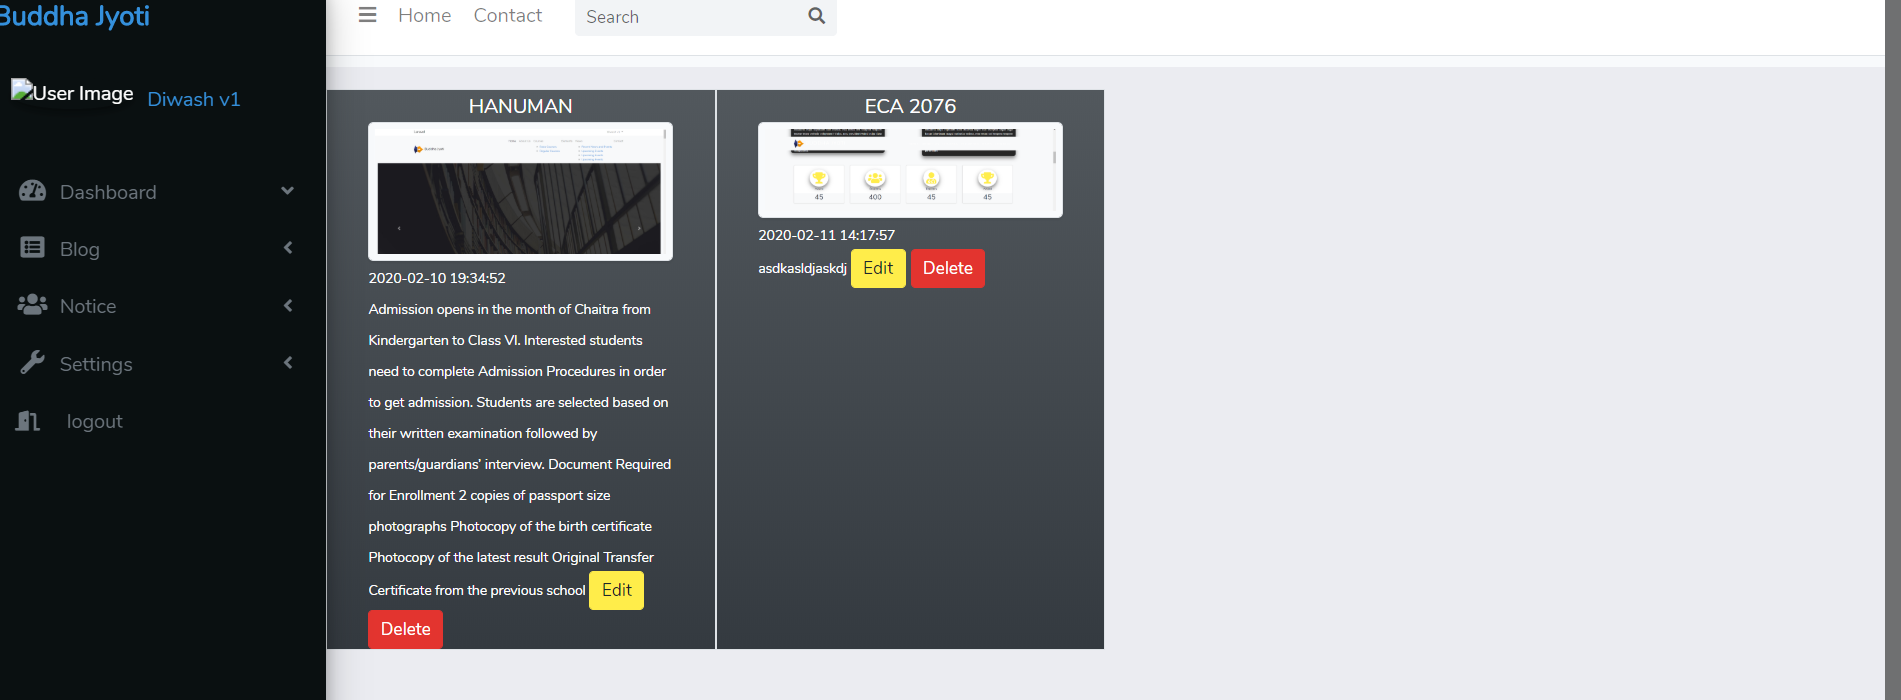 Buddha Jyoti
Home Contact Search
User Image Diwash v1
Dashboard
Blog
Notice
Settings
logout
HANUMAN
2020-02-10 19:34:52
Admission opens in the month of Chaitra from
Kindergarten to Class VI. Interested students
need to complete Admission Procedures in order
to get admission. Students are selected based on
their written examination followed by
parents/guardians’ interview. Document Required
for Enrollment 2 copies of passport size
photographs Photocopy of the birth certificate
Photocopy of the latest result Original Transfer
Certificate from the previous school Edit
Delete
ECA 2076
45 400 45 45
2020-02-11 14:17:57
asdkasldjaskdj Edit Delete